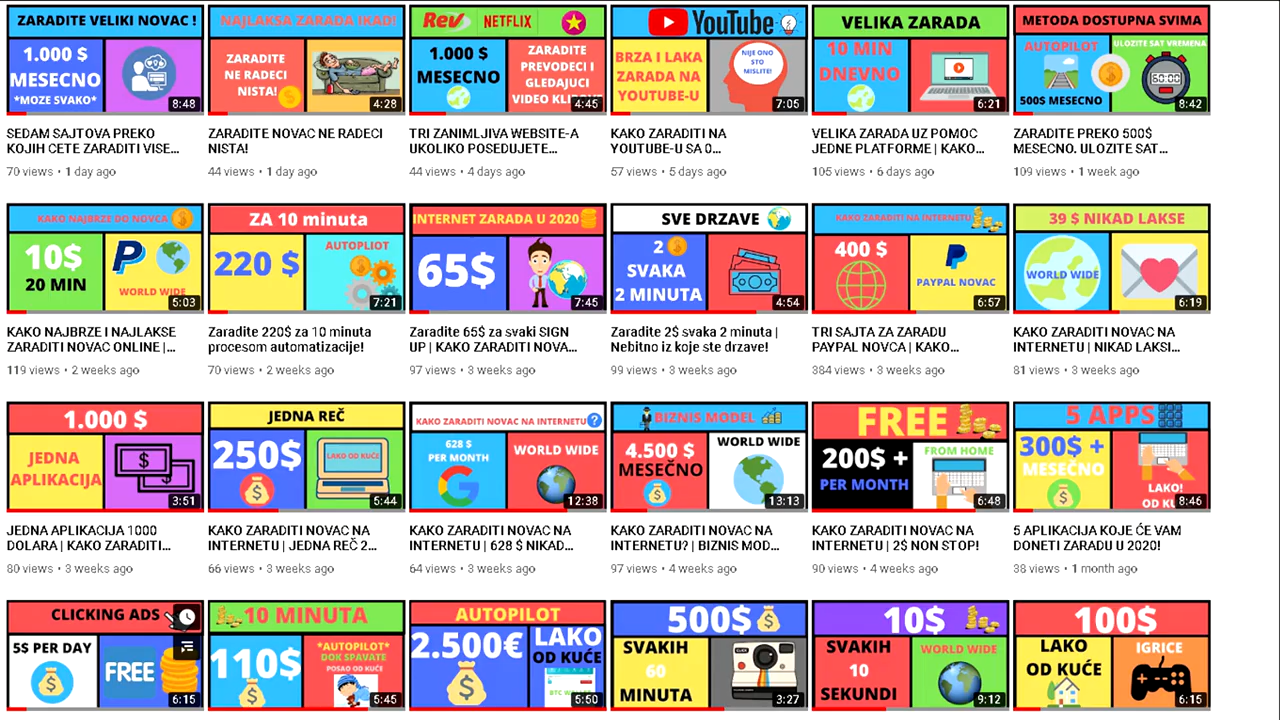 ZARADITE VELIKI NOVAC !
1.000 $
MESECNO
*MOZE SVAKO*
8:48
SEDAM SAJTOVA PREKO
KOJIH CETE ZARADITI VISE...
70 views • 1 day ago
NAJLAKSA ZARADA IKAD!
ZARADITE
NE RADECI
NISTA!
4:28
ZARADITE NOVAC NE RADECI
NISTA!
44 views • 1 day ago
Rev
NETFLIX
1.000 $
MESECNO
ZARADITE
PREVODECI I
GLEDAJUCI
VIDEO
4:45
TRI ZANIMLJIVA WEBSITE-A
UKOLIKO POSEDUJETE...
44 views • 4 days ago
YouTube
BRZA I LAKA
ZARADA NA
YOUTUBE-U
NIJE ONO
STO
MISLITE!
7:05
KAKO ZARADITI NA
YOUTUBE-U SA 0...
57 views • 5 days ago
VELIKA ZARADA
10 MIN
DNEVNO
6:21
VELIKA ZARADA UZ POMOC
JEDNE PLATFORME | KAKO...
105 views • 6 days ago
METODA DOSTUPNA SVIMA
AUTOPILOT
500$ MESECNO
ULOZITE SAT VREMENA
60:00
8:42
ZARADITE PREKO 500$
MESECNO. ULOZITE SAT...
109 views • 1 week ago
KAKO NAJBRZE DO NOVCA
10$
20 MIN
WORLD WIDE
5:03
KAKO NAJBRZE I NAJLAKSE
ZARADITI NOVAC ONLINE |...
119 views • 2 weeks ago
ZA 10 minuta
220 $
AUTOPLIOT
7:21
Zaradite 220$ za 10 minuta
procesom automatizacije!
70 views • 2 weeks ago
INTERNET ZARADA U 2020
65$
7:45
Zaradite 65$ za svaki SIGN
UP | KAKO ZARADITI NOVA...
97 views • 3 weeks ago
SVE DRZAVE
2
SVAKA
2 MINUTA
4:54
Zaradite 2$ svaka 2 minuta |
Nebitno iz koje ste drzave!
99 views • 3 weeks ago
KAKO ZARADITI NA INTERNETU
400 $
PAYPAL NOVAC
6:57
TRI SAJTA ZA ZARADU
PAYPAL NOVCA | KAKO...
384 views • 3 weeks ago
39 $ NIKAD LAKSE
WORLD WIDE
6:19
KAKO ZARADITI NOVAC NA
INTERNETU | NIKAD LAKSI...
81 views • 3 weeks ago
1.000 $
JEDNA
APLIKACIJA
3:51
JEDNA APLIKACIJA 1000
DOLARA | KAKO ZARADITI...
80 views • 3 weeks ago
JEDNA REČ
250$
LAKO OD KUĆE
5:44
KAKO ZARADITI NOVAC NA
INTERNETU | JEDNA REČ 2...
66 views • 3 weeks ago
KAKO ZARADITI NOVAC NA INTERNETU?
628 $
PER MONTH
WORLD WIDE
12:38
KAKO ZARADITI NOVAC NA
INTERNETU | 628 $ NIKAD...
64 views • 3 weeks ago
BIZNIS MODEL
4.500 $
MESEČNO
WORLD WIDE
13:13
KAKO ZARADITI NOVAC NA
INTERNETU? | BIZNIS MOD...
97 views • 4 weeks ago
FREE
200$ +
PER MONTH
FROM HOME
6:48
KAKO ZARADITI NOVAC NA
INTERNETU | 2$ NON STOP!
90 views • 4 weeks ago
5 APPS
300$ +
MESEČNO
LAKO!
OD
8:46
5 APLIKACIJA KOJE ĆE VAM
DONETI ZARADU U 2020!
38 views • 1 month ago
CLICKING ADS
5$ PER DAY
FREE
6:15
10 MINUTA
110$
*AUTOPILOT*
DOK SPAVATE
POSAO OD KUĆE
5:45
AUTOPILOT
2.500€
LAKO
OD KUĆE
5:50
500$
SVAKIH
60
MINUTA
3:27
10$
SVAKIH
10
SEKUNDI
WORLD WIDE
9:12
100$
LAKO
OD KUĆE
IGRICE
6:15